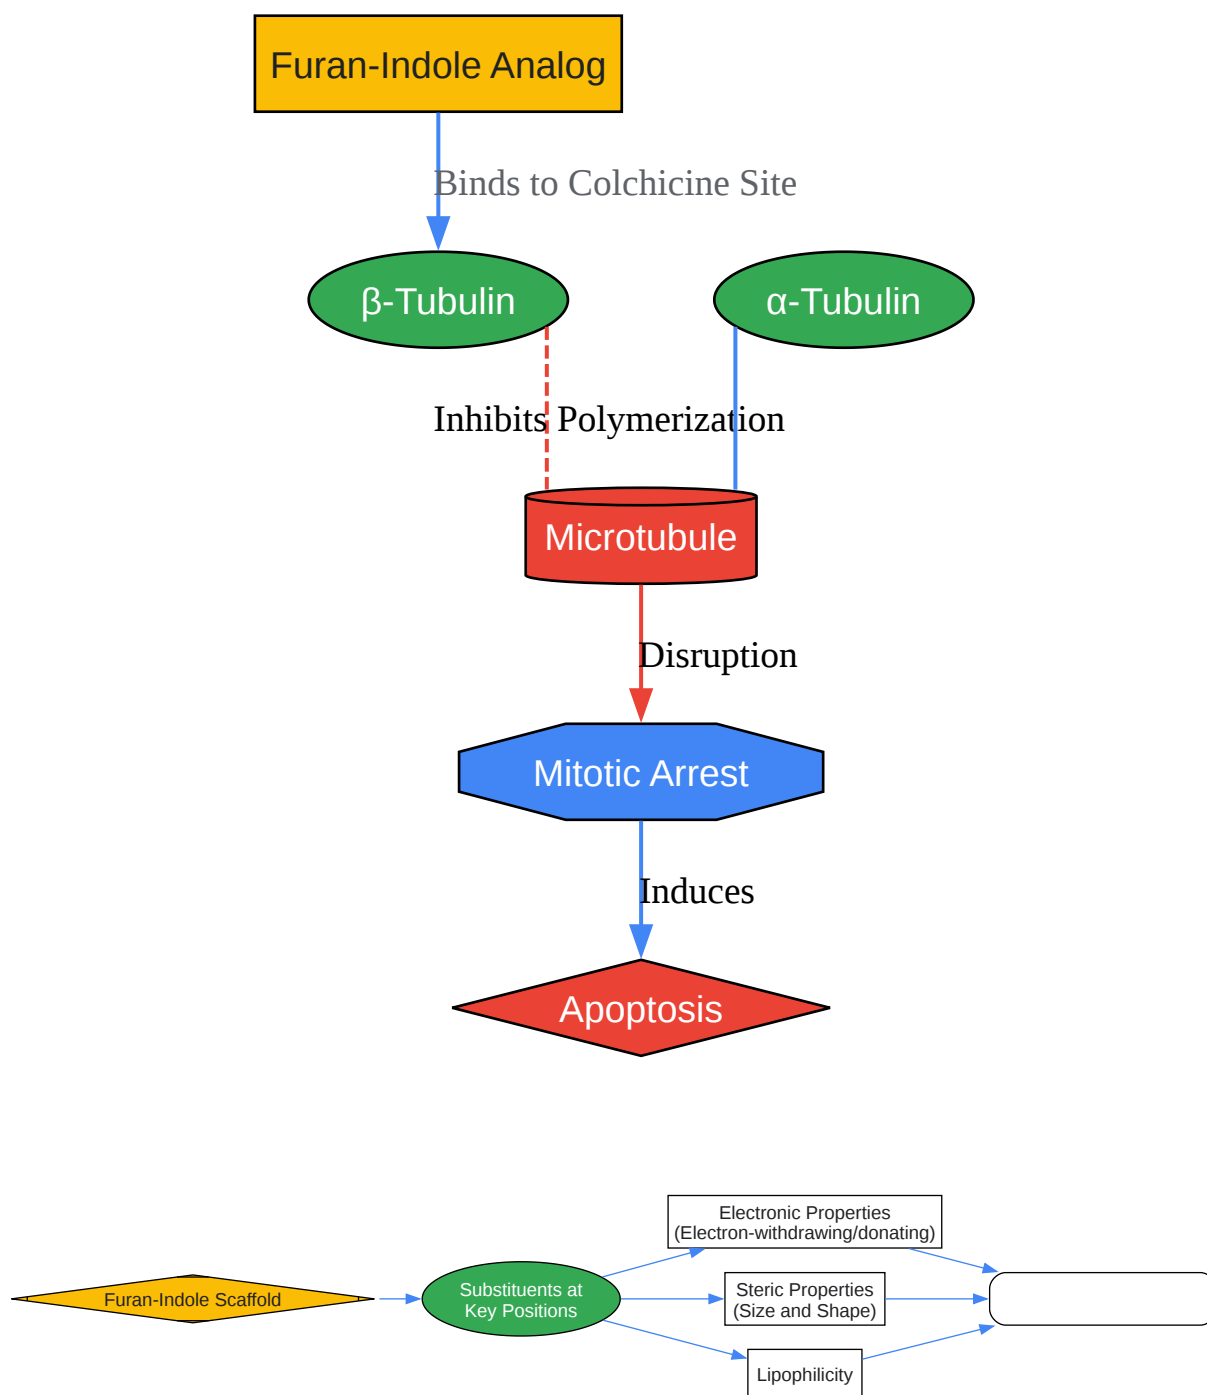 Furan-Indole Analog
Binds to Colchicine Site
β-Tubulin
α-Tubulin
Inhibits Polymerization
Microtubule
Disruption
Mitotic Arrest
Induces
Apoptosis
Electronic Properties
(Electron-withdrawing/donating)
Furan-Indole Scaffold
Substituents at
Key Positions
Steric Properties
(Size and Shape)
Lipophilicity